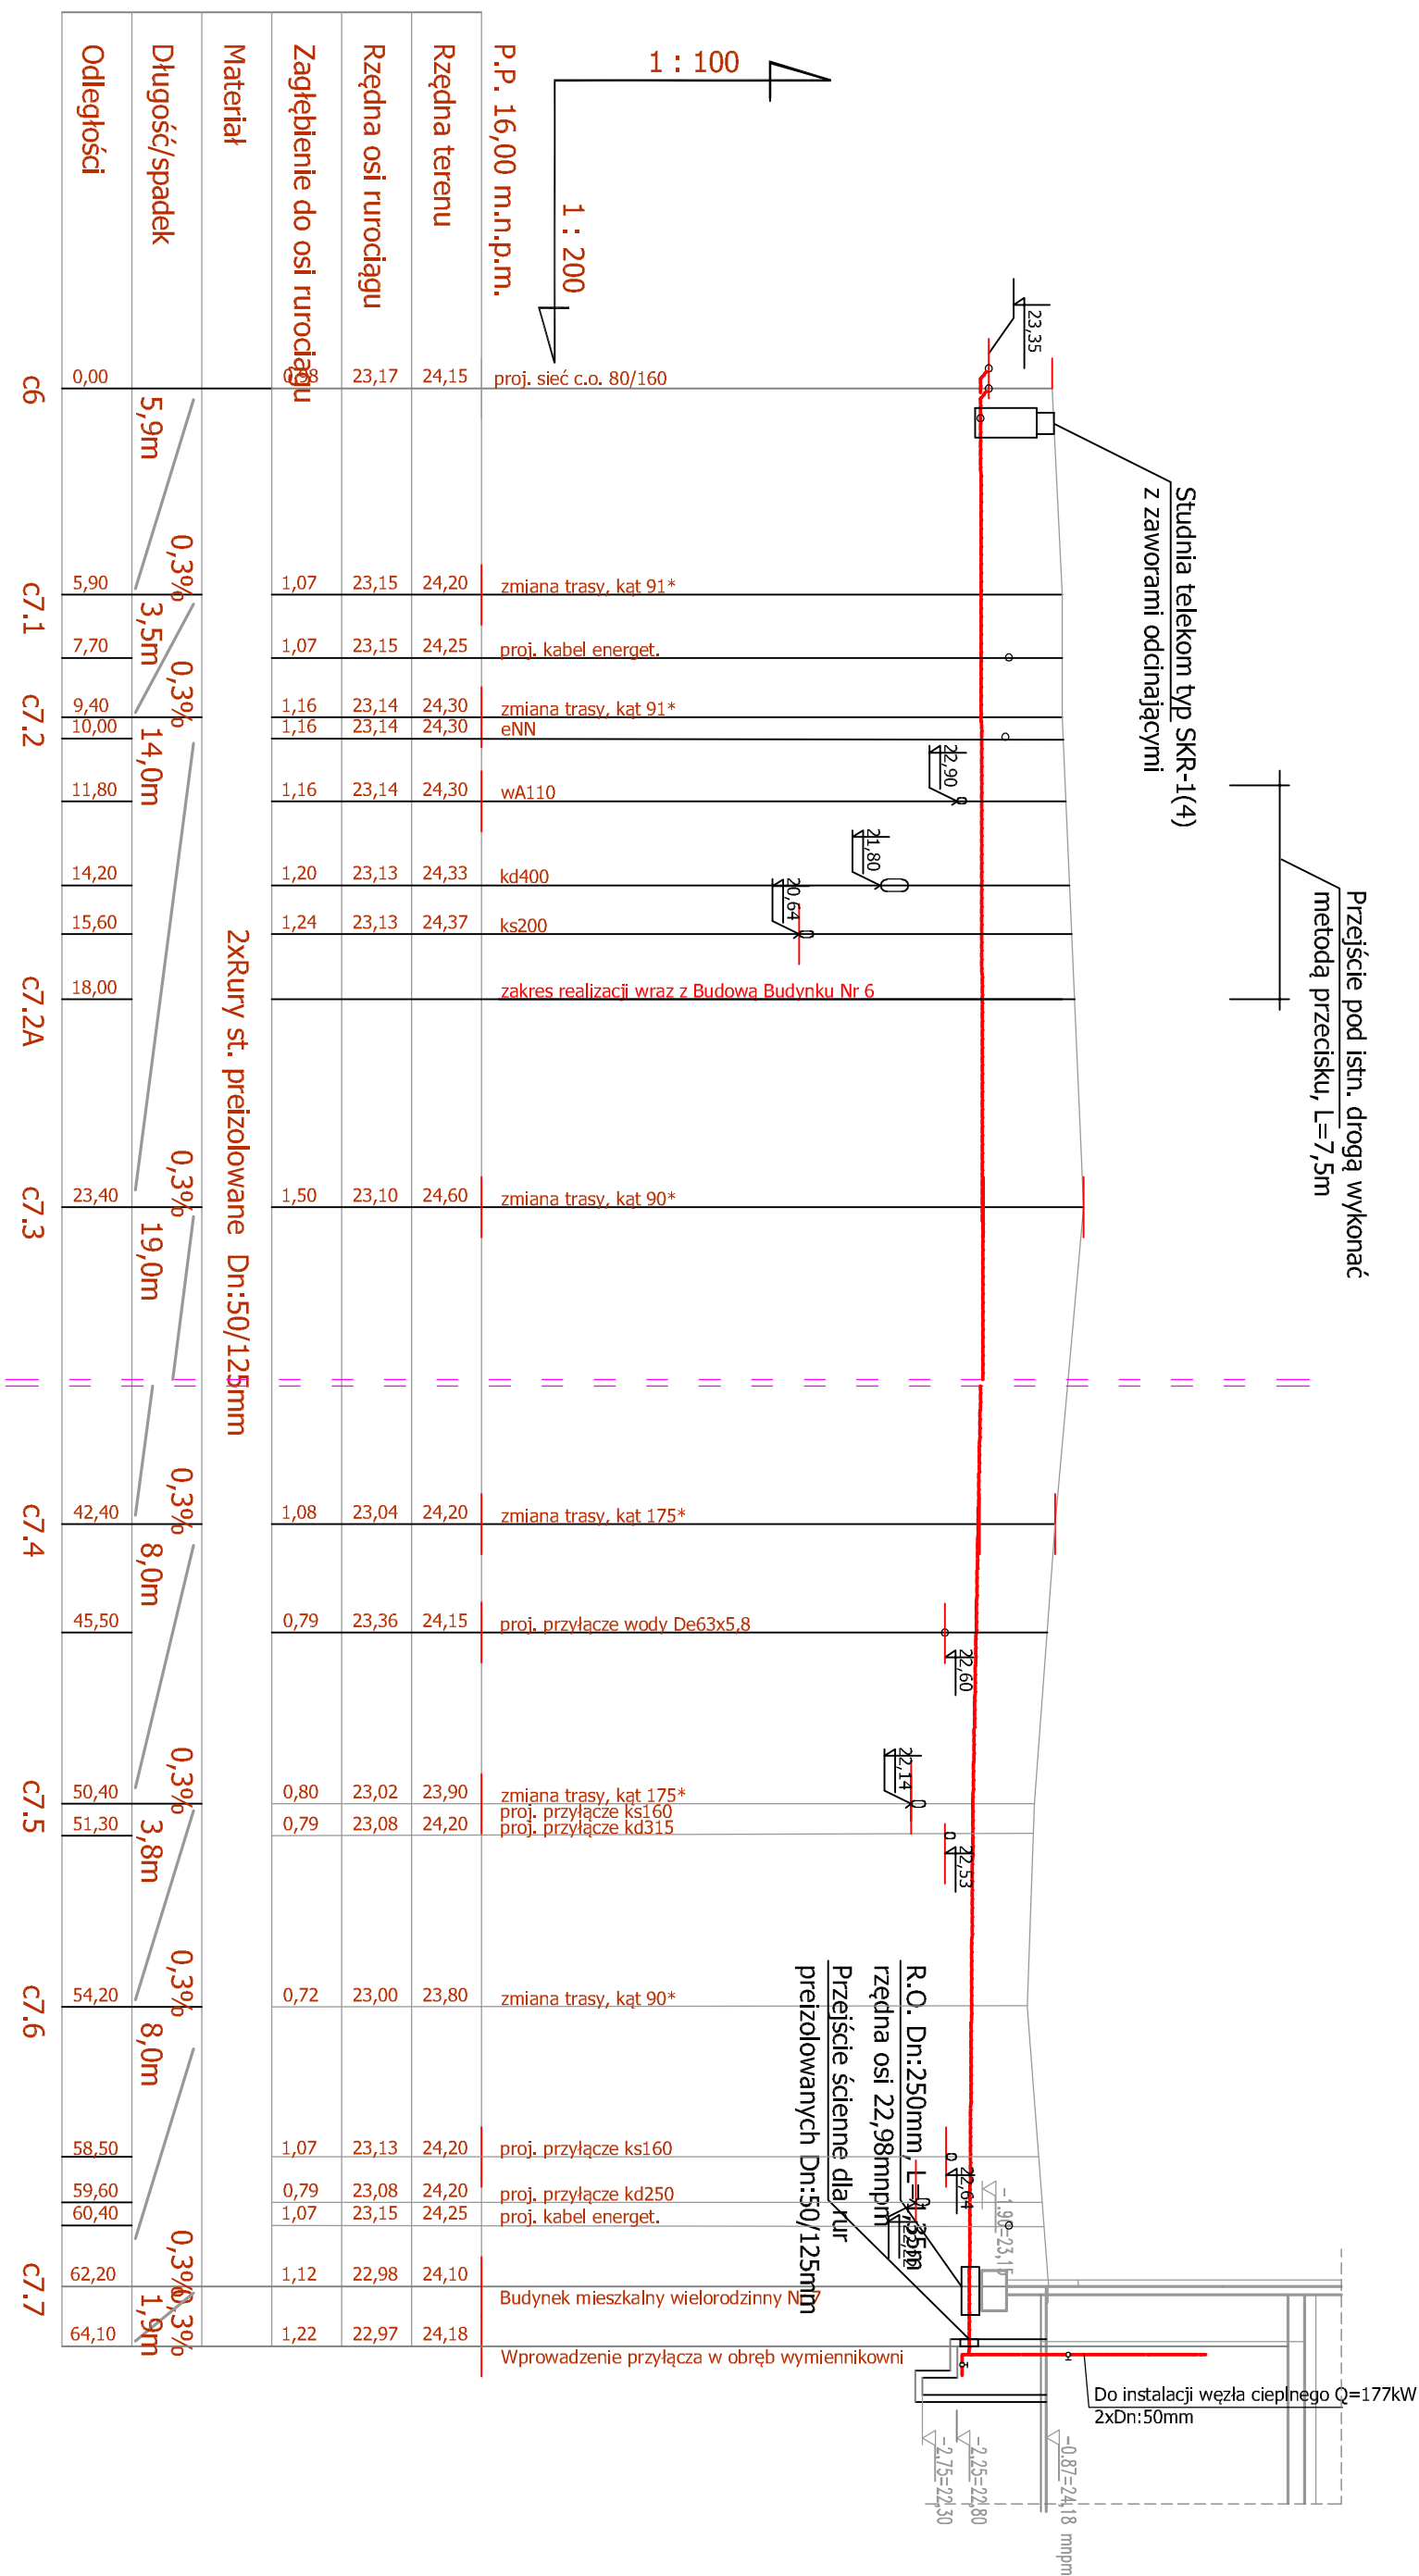 1 : 100
1 : 200
P.P. 16,00 m.n.p.m.
Rzędna terenu
Rzędna osi rurociągu
Zagłębienie do osi rurociągu
Materiał
Długość/spadek
Odległości
23,35
Studnia telekom typ SKR-1(4)
z zaworami odcinającymi
Przejście pod istn. drogą wykonać
metodą przecisku, L=7,5m
c6
0,00
0,98
23,17
24,15
proj. sieć c.o. 80/160
5,9m
0,3%
c7.1
5,90
1,07
23,15
24,20
zmiana trasy, kąt 91*
3,5m
0,3%
7,70
1,07
23,15
24,25
proj. kabel energet.
c7.2
9,40
1,16
23,14
24,30
zmiana trasy, kąt 91*
10,00
1,16
23,14
24,30
eNN
14,0m
0,3%
22,90
11,80
1,16
23,14
24,30
wA110
21,80
14,20
1,20
23,13
24,33
kd400
20,64
15,60
1,24
23,13
24,37
ks200
c7.2A
18,00
zakres realizacji wraz z Budową Budynku Nr 6
2xRury st. preizolowane Dn:50/125mm
c7.3
23,40
1,50
23,10
24,60
zmiana trasy, kąt 90*
19,0m
0,3%
c7.4
42,40
1,08
23,04
24,20
zmiana trasy, kąt 175*
8,0m
0,3%
45,50
0,79
23,36
24,15
proj. przyłącze wody De63x5,8
22,60
22,14
c7.5
50,40
0,80
23,02
23,90
zmiana trasy, kąt 175*
proj. przyłącze ks160
51,30
0,79
23,08
24,20
proj. przyłącze kd315
22,53
3,8m
0,3%
c7.6
54,20
0,72
23,00
23,80
zmiana trasy, kąt 90*
8,0m
0,3%
R.O. Dn:250mm,
rzędna osi 22,98mnpm
Przejście ścienne dla rur
preizolowanych Dn:50/125mm
58,50
1,07
23,13
24,20
proj. przyłącze ks160
22,64
59,60
0,79
23,08
24,20
proj. przyłącze kd250
60,40
1,07
23,15
24,25
proj. kabel energet.
-1,90=23,15
c7.7
62,20
1,12
22,98
24,10
Budynek mieszkalny wielorodzinny Nr 7
1,9m
0,3%
64,10
1,22
22,97
24,18
Wprowadzenie przyłącza w obręb wymiennikowni
Do instalacji węzła cieplnego Q=177kW
2xDn:50mm
-0.87=24,18 mnpm
-2,25=22,80
-2,75=22,30